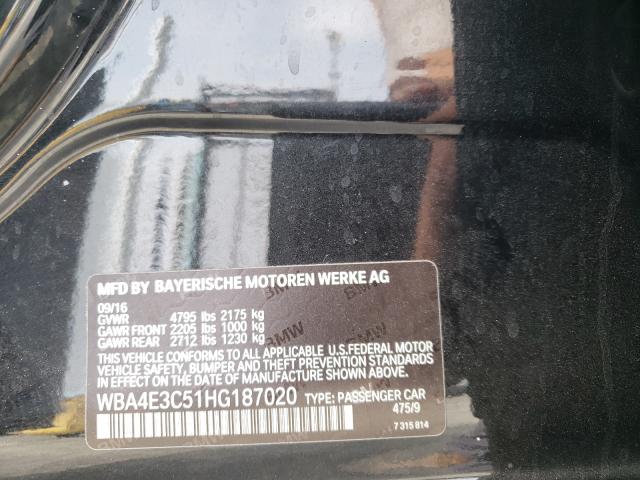 MFD BY BAYERISCHE MOTOREN WERKE AG
09/16
GVWR 4795 lbs 2175 kg
GAWR FRONT 2205 lbs 1000 kg
GAWR REAR 2712 lbs 1230 kg
THIS VEHICLE CONFORMS TO ALL APPLICABLE U.S.FEDERAL MOTOR
VEHICLE SAFETY, BUMPER AND THEFT PREVENTION STANDARDS
IN EFFECT ON THE DATE OF MANUFACTURE SHOWN ABOVE.
WBA4E3C51HG187020 TYPE: PASSENGER CAR
475/9
7 315 814